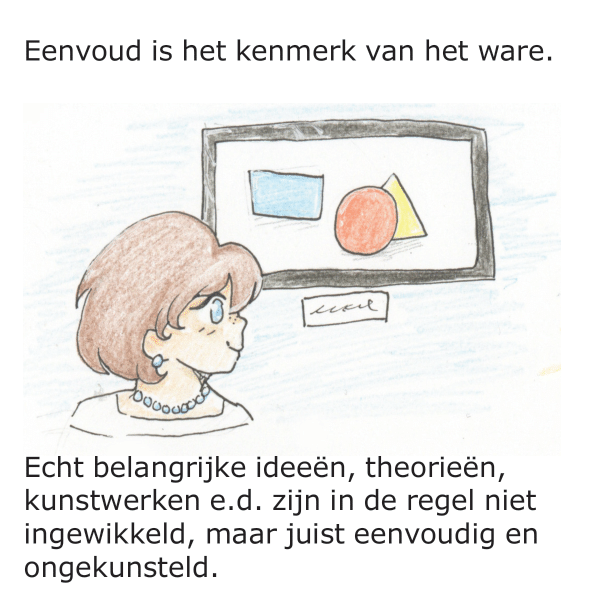 Eenvoud is het kenmerk van het ware.
Echt belangrijke ideeën, theorieën,
kunstwerken e.d. zijn in de regel niet
ingewikkeld, maar juist eenvoudig en
ongekunsteld.